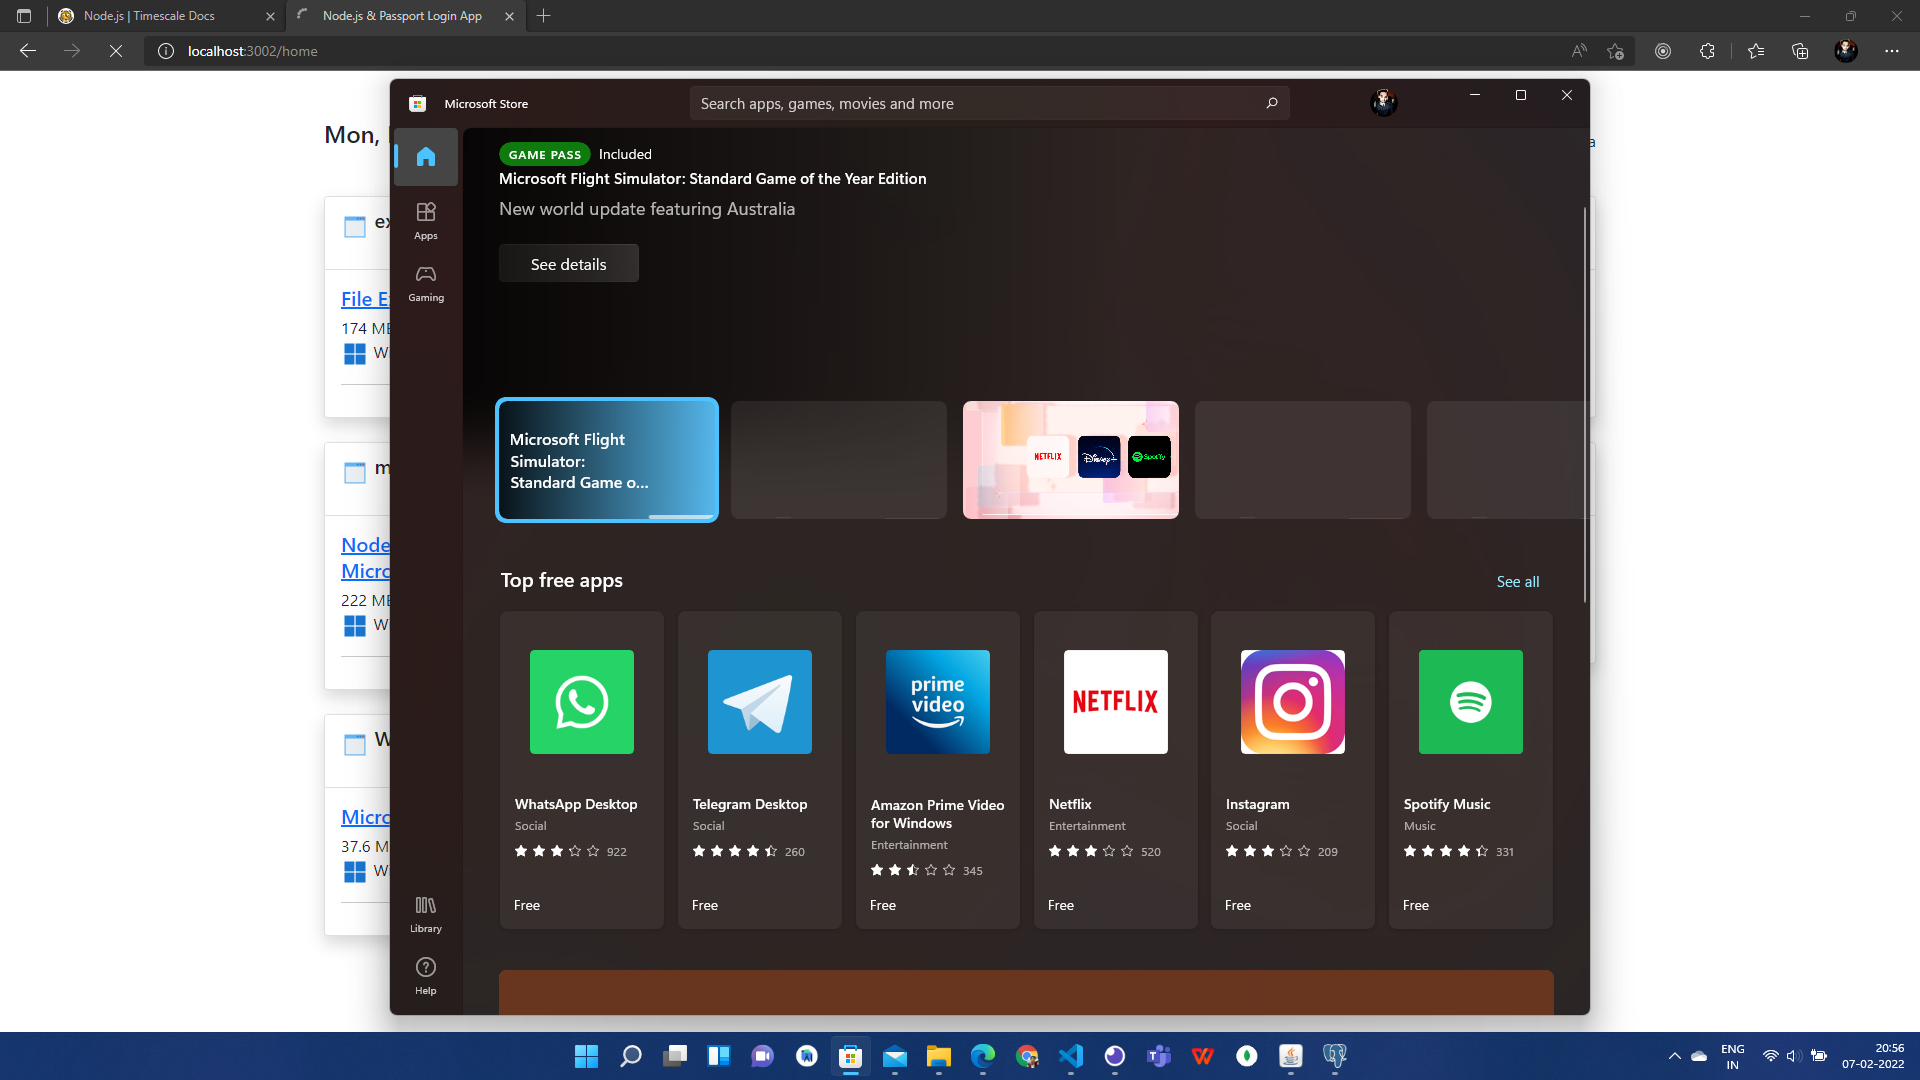 Node.js | Timescale Docs
Node.js & Passport Login App
localhost:3002/home
Mon,
Microsoft Store
Search apps, games, movies and more
GAME PASS Included
Microsoft Flight Simulator: Standard Game of the Year Edition
New world update featuring Australia
See details
Apps
Gaming
File
174
Microsoft Flight
Simulator:
Standard Game o...
NETFLIX
Disney+
Spotify
Node
Micro
222
Top free apps
See all
prime
video
NETFLIX
WhatsApp Desktop
Social
922
Free
Telegram Desktop
Social
260
Free
Amazon Prime Video
for Windows
Entertainment
345
Free
Netflix
Entertainment
520
Free
Instagram
Social
209
Free
Spotify Music
Music
331
Free
Micro
37.6 M
Library
Help
ENG
IN
20:56
07-02-2022